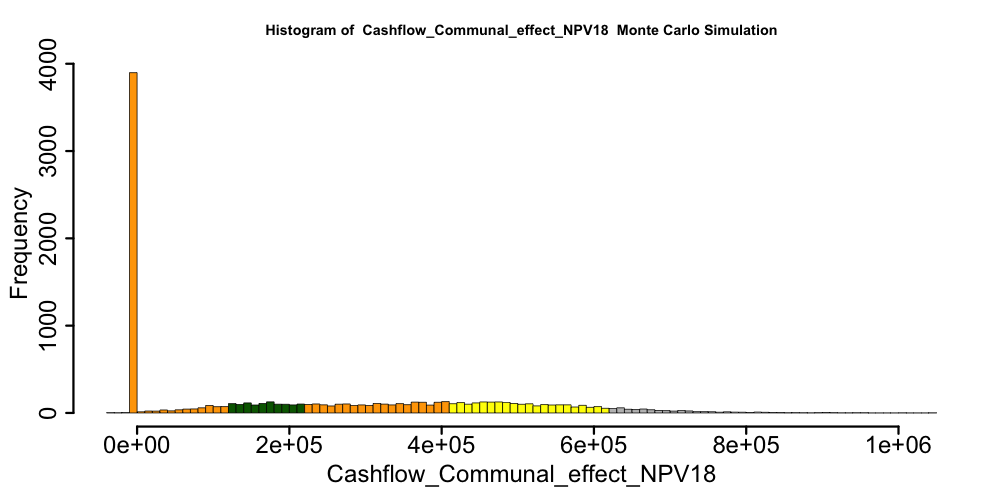 Histogram of  Cashflow_Communal_effect_NPV18  Monte Carlo Simulation
Frequency
4000
3000
2000
1000
0
0e+00 2e+05 4e+05 6e+05 8e+05 1e+06
Cashflow_Communal_effect_NPV18